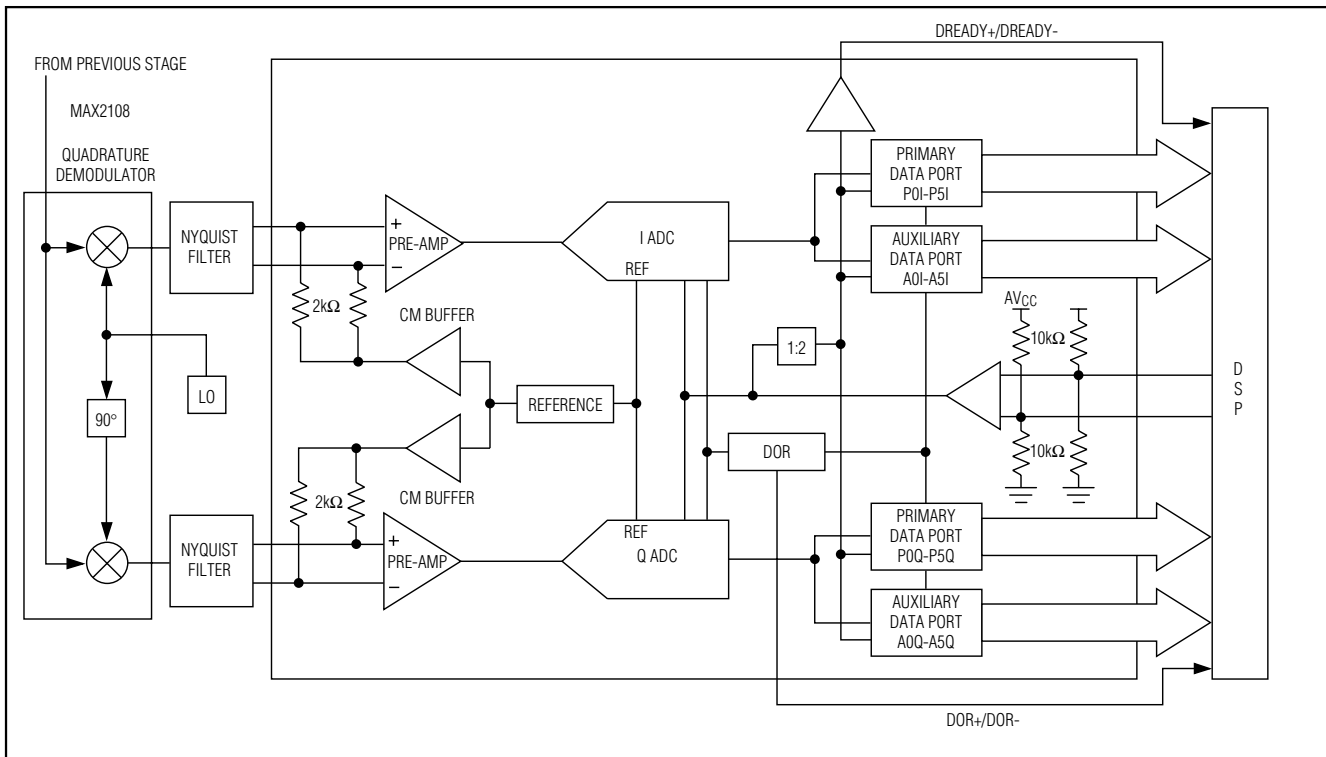 DREADY+/DREADY-
FROM PREVIOUS STAGE
MAX2108
QUADRATURE
DEMODULATOR
NYQUIST
FILTER
+
PRE-AMP
−
I ADC
REF
PRIMARY
DATA PORT
P0I-P5I
AUXILIARY
DATA PORT
A0I-A5I
2kΩ
CM BUFFER
LO
90°
REFERENCE
1:2
AVCC
10kΩ
10kΩ
D
S
P
CM BUFFER
2kΩ
DOR
NYQUIST
FILTER
+
PRE-AMP
−
REF
Q ADC
PRIMARY
DATA PORT
P0Q-P5Q
AUXILIARY
DATA PORT
A0Q-A5Q
DOR+/DOR-